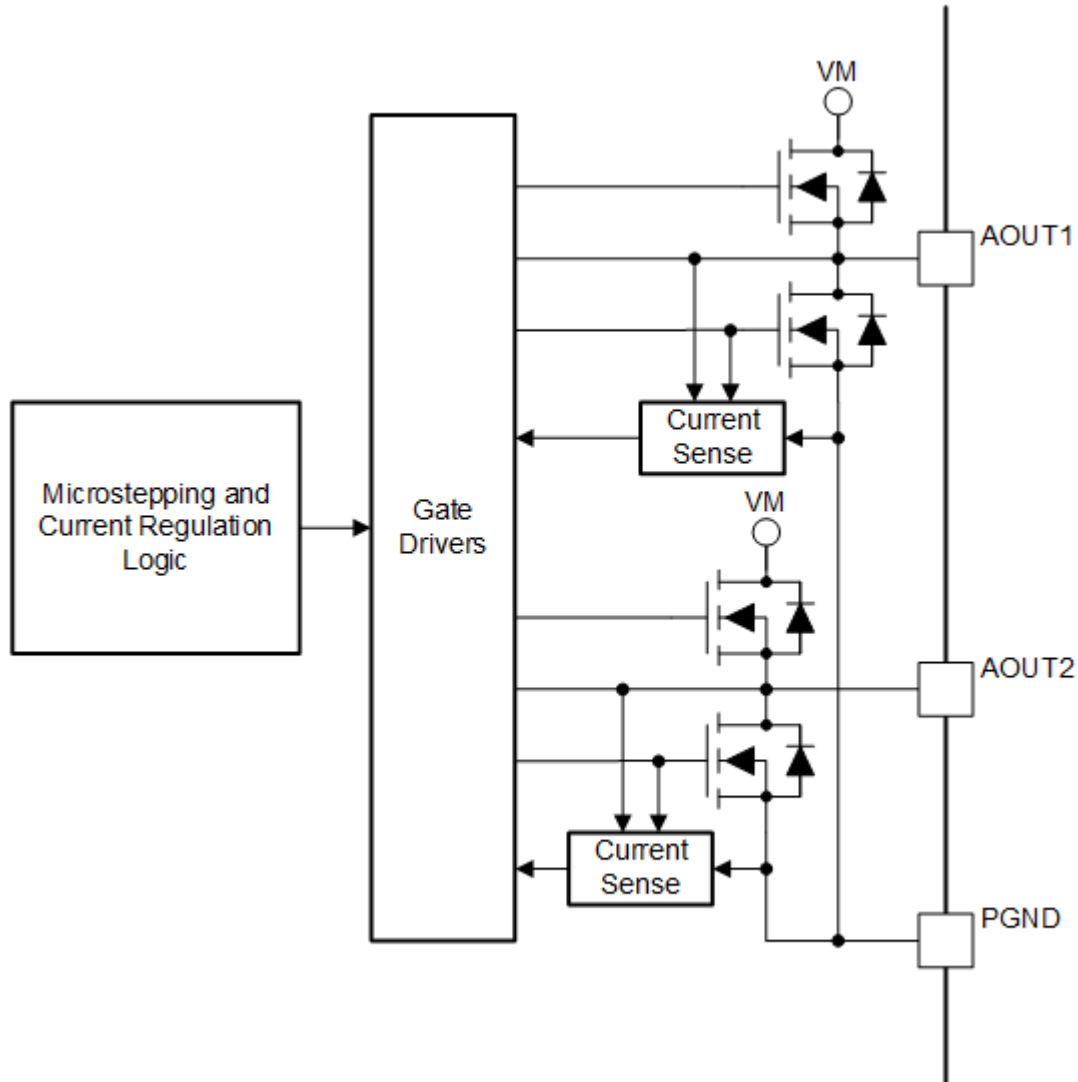 VM
AOUT1
Current
Sense
Microstepping and
Current Regulation
Logic
Gate
Drivers
VM
AOUT2
Current
Sense
PGND